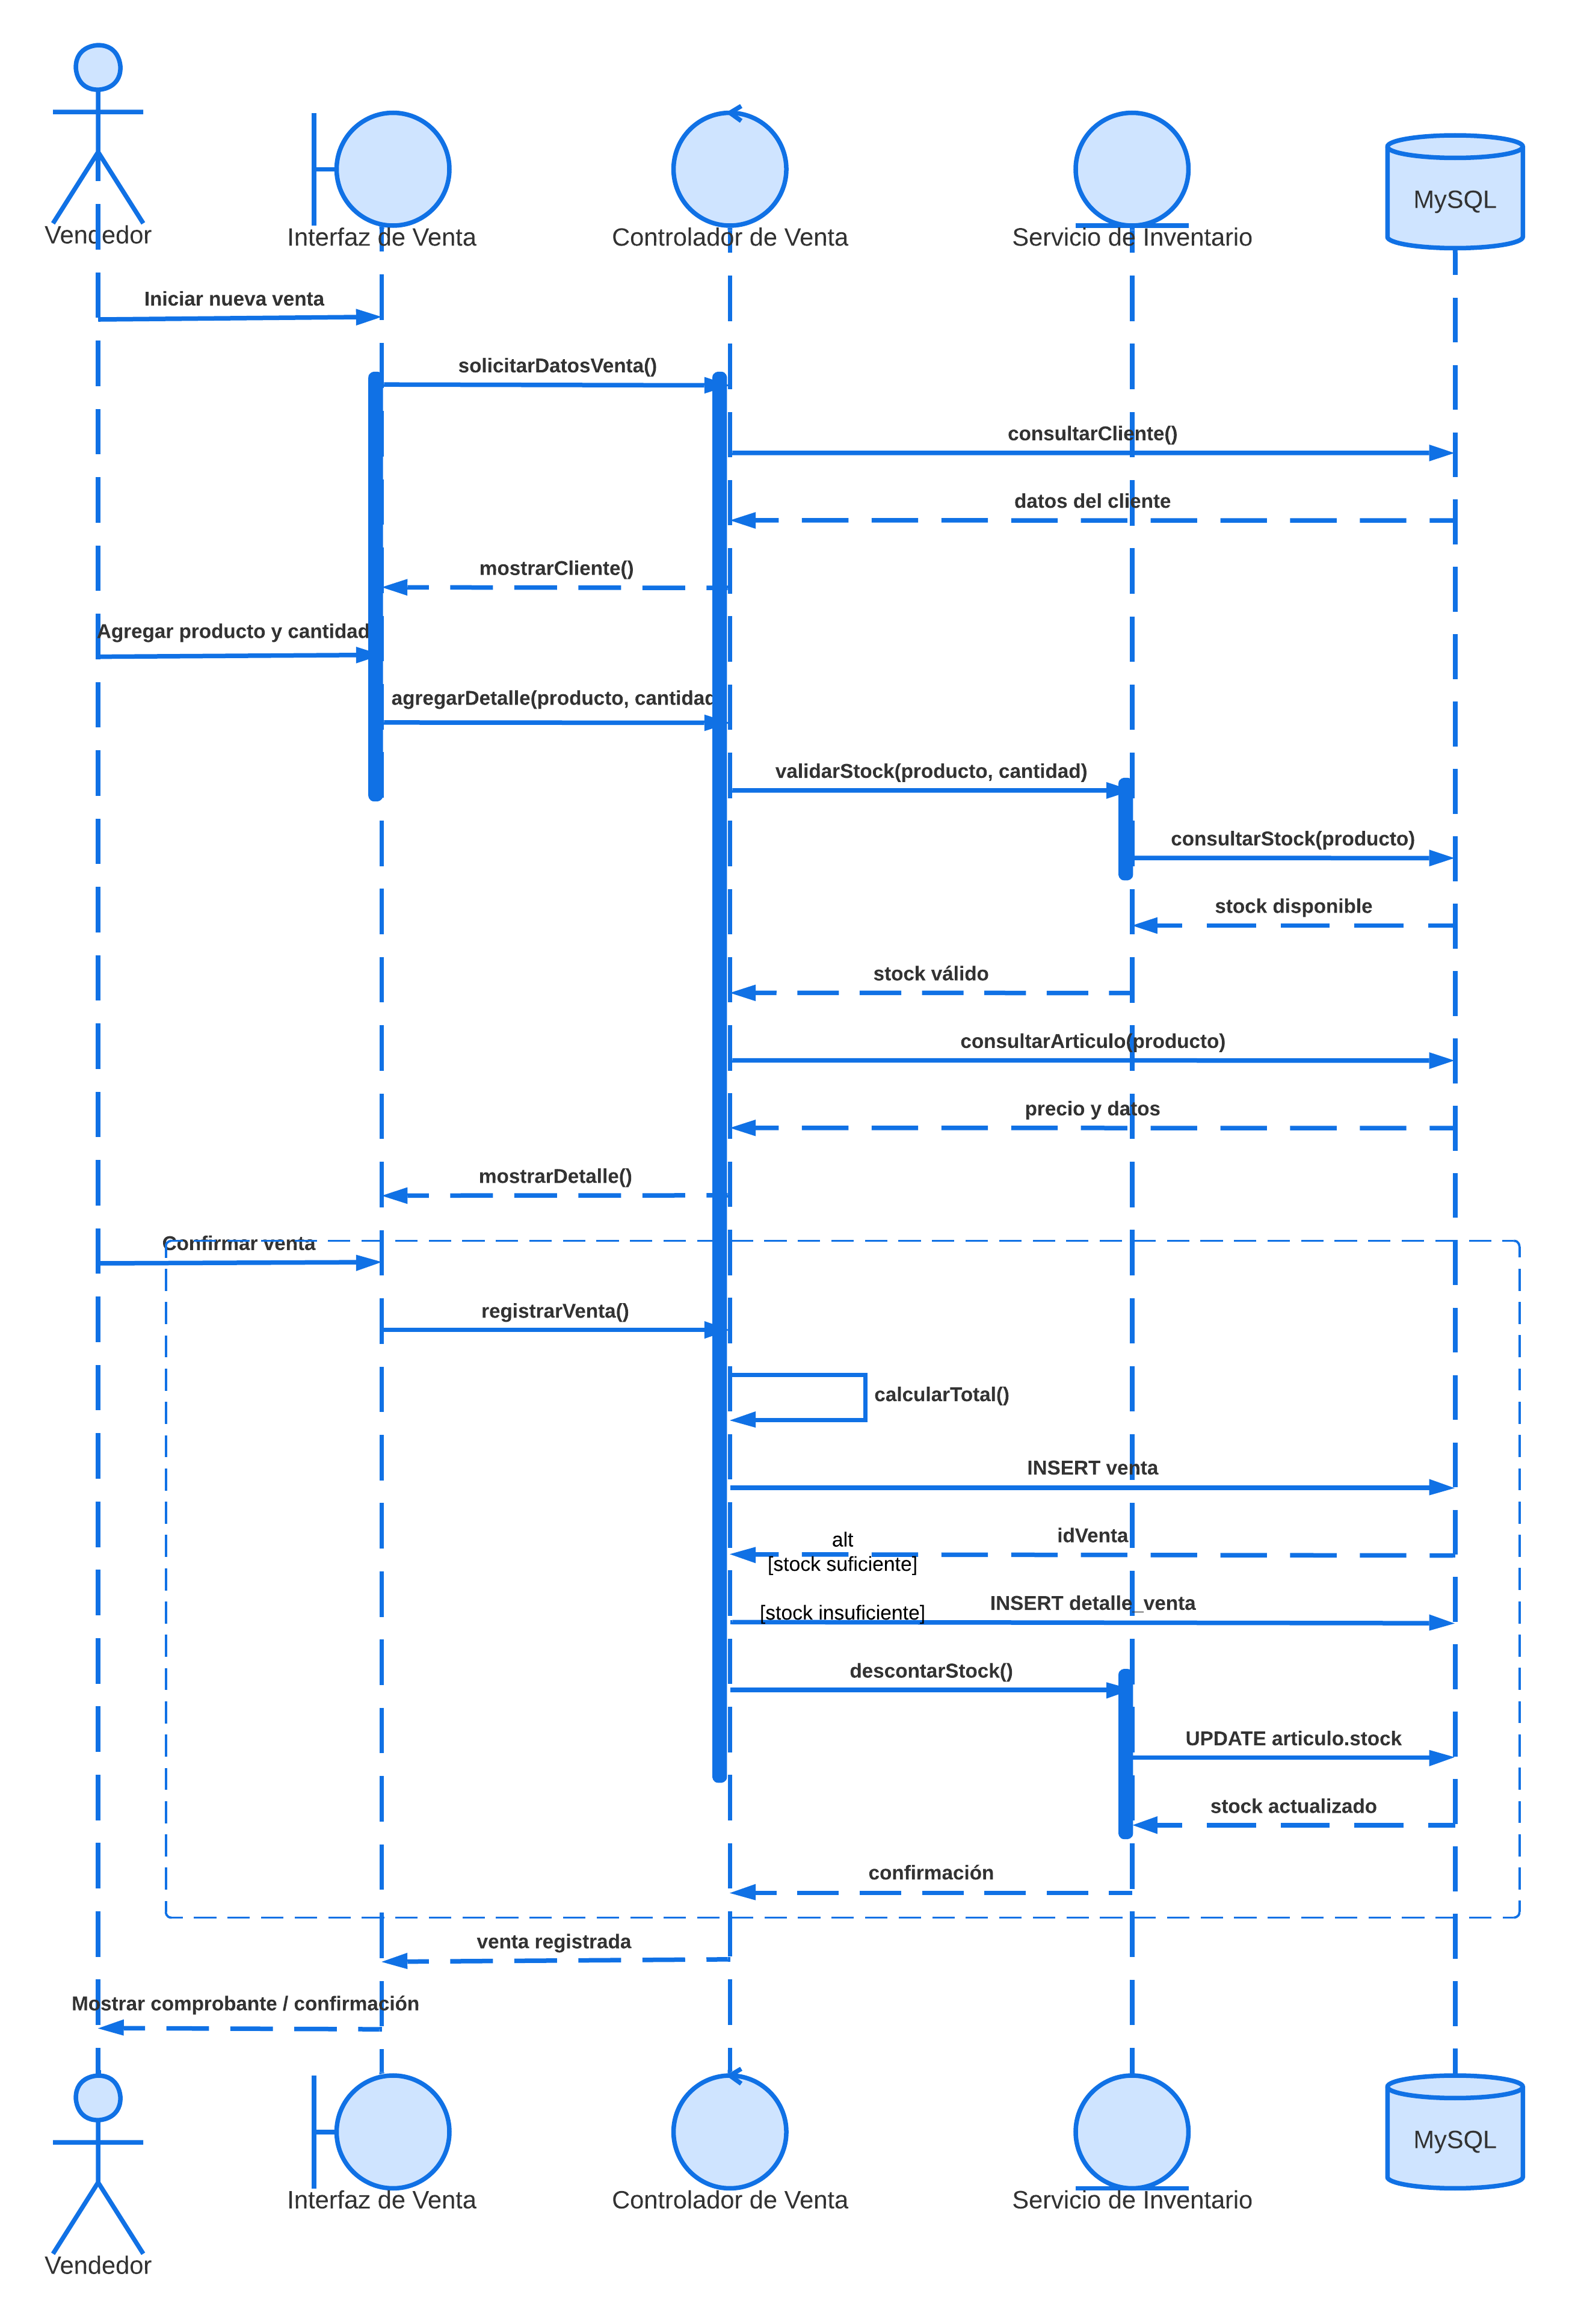 Vendedor
Interfaz de Venta
Controlador de Venta
Servicio de Inventario
MySQL
Iniciar nueva venta
solicitarDatosVenta()
consultarCliente()
datos del cliente
mostrarCliente()
Agregar producto y cantidad
agregarDetalle(producto, cantidad
validarStock(producto, cantidad)
consultarStock(producto)
stock disponible
stock válido
consultarArticulo(producto)
precio y datos
mostrarDetalle()
Confirmar venta
registrarVenta()
calcularTotal()
INSERT venta
idVenta
alt
[stock suficiente]
INSERT detalle_venta
[stock insuficiente]
descontarStock()
UPDATE articulo.stock
stock actualizado
confirmación
venta registrada
Mostrar comprobante / confirmación
MySQL
Interfaz de Venta
Controlador de Venta
Servicio de Inventario
Vendedor